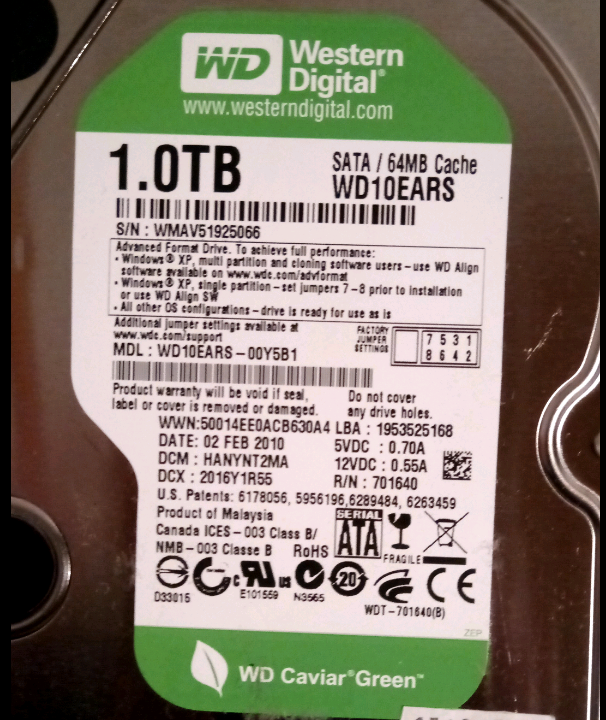 WD Western
Digital®
www.westerndigital.com
1.0TB
SATA / 64MB Cache
WD10EARS
S/N : WMAV51925066
Advanced Format Drive. To achieve full performance:
• Windows® XP, multi partition and cloning software users - use WD Align
software available on www.wdc.com/advformat
• Windows® XP, single partition - set jumpers 7-8 prior to installation
or use WD Align SW
• All other OS configurations - drive is ready for use as is
Additional jumper settings available at
www.wdc.com/support
FACTORY
JUMPER
SETTINGS
7 5 3 1
8 6 4 2
MDL : WD10EARS-00Y5B1
Product warranty will be void if seal,
label or cover is removed or damaged.
Do not cover
any drive holes.
WWN:50014EE0ACB630A4 LBA : 1953525168
DATE: 02 FEB 2010 5VDC : 0.70A
DCM : HANYNT2MA 12VDC : 0.55A
DCX : 2016Y1R55 R/N : 701640
U.S. Patents: 6178056, 5956196,6289484, 6263459
Product of Malaysia
Canada ICES-003 Class B/
NMB-003 Classe B RoHS
SERIAL
ATA
FRAGILE
D33015
c RU us
E101559
N3565
20
CE
WDT-701640(B)
ZEP
WD Caviar®Green™